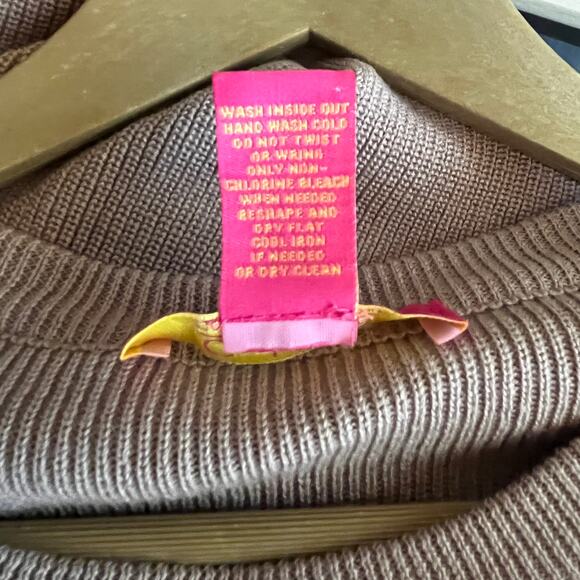 WASH INSIDE OUT
HAND WASH COLD
DO NOT TWIST
OR WRING
ONLY NON-
CHLORINE BLEACH
WHEN NEEDED
RESHAPE AND
DRY FLAT
COOL IRON
IF NEEDED
OR DRY CLEAN